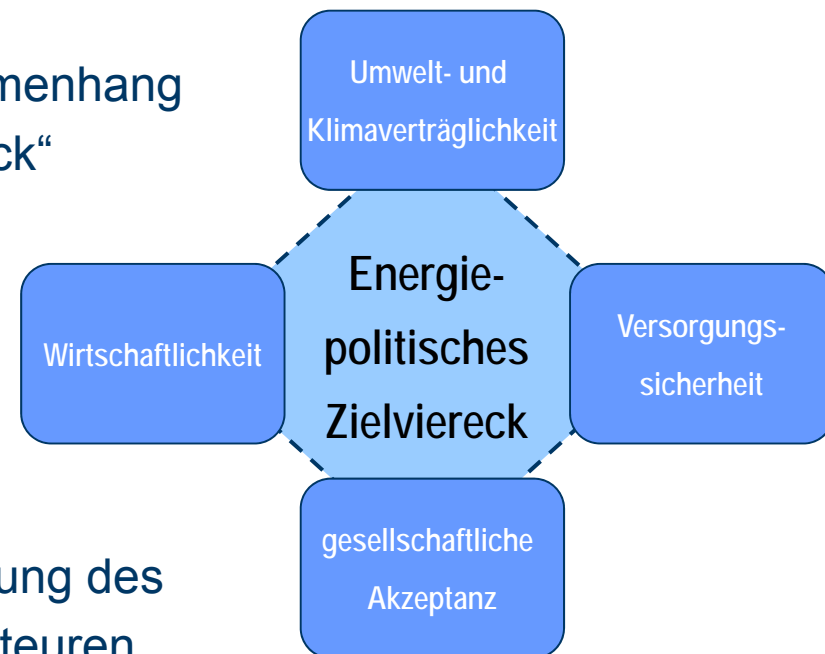 menhang
ck“
Umwelt- und
Klimaverträglichkeit
Wirtschaftlichkeit
Energie-
politisches
Zielviereck
Versorgungs-
sicherheit
gesellschaftliche
Akzeptanz
ung des
teuren